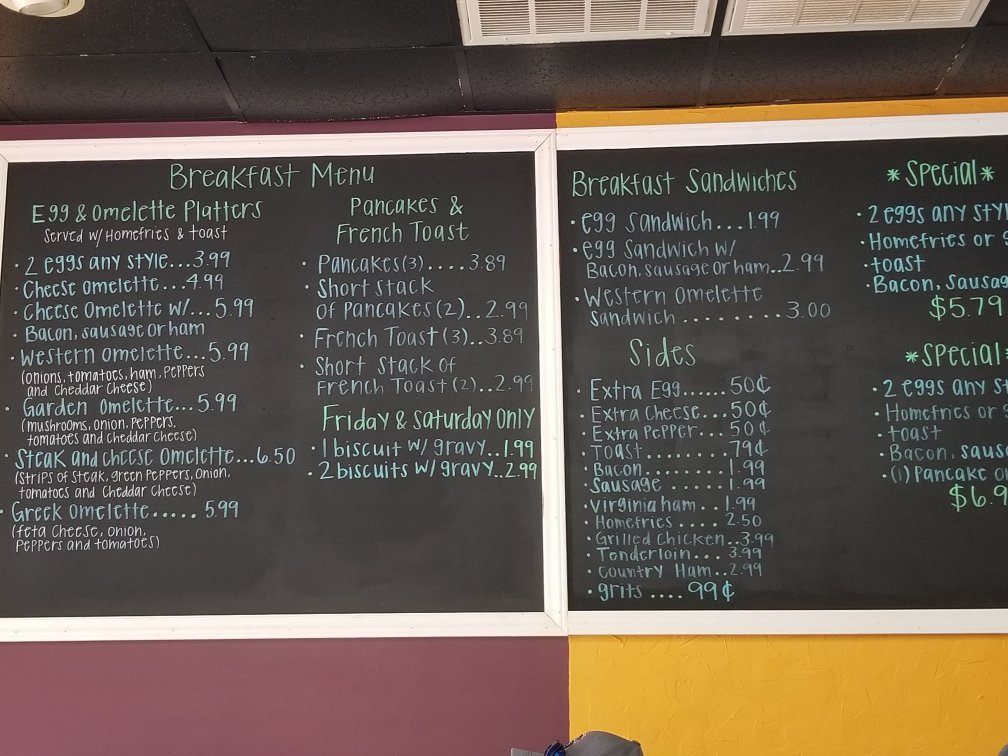 Breakfast Menu
Egg & Omelette Platters
Served w/ Homefries & toast
• 2 eggs any style...3.99
• Cheese omelette...4.99
• Cheese Omelette w/...5.99
• Bacon, sausage or ham
• Western omelette...5.99
(onions, tomatoes, ham, peppers
and cheddar cheese)
• Garden Omelette...5.99
(mushrooms, onion, peppers,
tomatoes and cheddar cheese)
• Steak and cheese omelette...6.50
(strips of steak, green peppers, onion,
tomatoes and cheddar cheese)
• Greek omelette..... 5.99
(feta cheese, onion,
peppers and tomatoes)
Pancakes &
French Toast
• Pancakes(3)....3.89
• Short stack
of pancakes (2)..2.99
• French Toast (3)..3.89
• Short Stack of
French Toast (2)..2.99
Friday & Saturday only
• 1 biscuit w/ gravy..1.99
• 2 biscuits w/ gravy..2.99
Breakfast Sandwiches
• egg sandwich...1.99
• egg Sandwich w/
Bacon, sausage or ham..2.99
• Western Omelette
sandwich ........ 3.00
Sides
• Extra Egg...... 50¢
• Extra cheese...50¢
• Extra Pepper... 50¢
• Toast........79¢
• Bacon......1.99
• Sausage ..... 1.99
• virginia ham.. 1.99
• Homefries .... 2.50
• Grilled Chicken..3.99
• Tenderloin... 3.99
• Country Ham..2.99
• grits .... 99¢
*Special*
• 2 eggs any styl
• Homefries or g
• toast
• Bacon, sausag
$5.79
*special*
• 2 eggs any st
• Homefries or
• toast
• Bacon, saus
• (1) Pancake o
$6.9